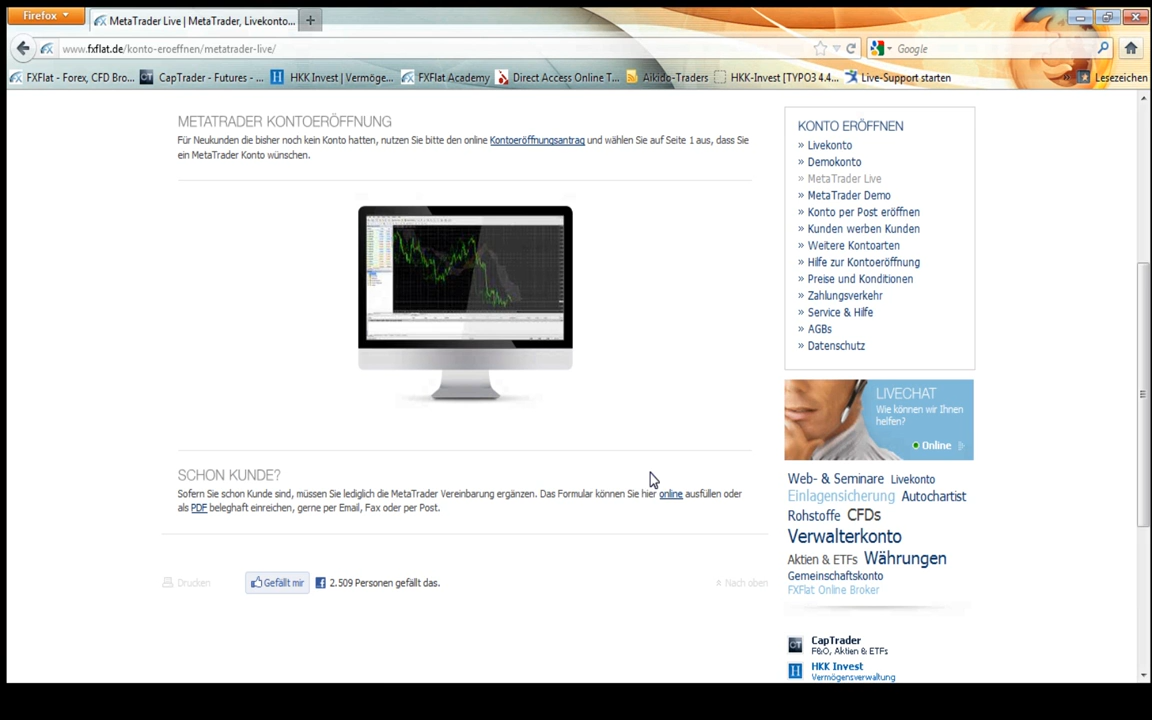 Firefox
MetaTrader Live | MetaTrader, Livekonto...
www.fxflat.de/konto-eroeffnen/metatrader-live/
Google
FXFlat - Forex, CFD Bro...
CapTrader - Futures - ...
HKK Invest | Vermöge...
FXFlat Academy
Direct Access Online T...
Aikido-Traders
HKK-Invest [TYPO3 4.4...
Live-Support starten
»
Lesezeichen
METATRADER KONTOERÖFFNUNG
Für Neukunden die bisher noch kein Konto hatten, nutzen Sie bitte den online Kontoeröffnungsantrag und wählen Sie auf Seite 1 aus, dass Sie
ein MetaTrader Konto wünschen.
SCHON KUNDE?
Sofern Sie schon Kunde sind, müssen Sie lediglich die MetaTrader Vereinbarung ergänzen. Das Formular können Sie hier online ausfüllen oder
als PDF beleghaft einreichen, gerne per Email, Fax oder per Post.
Drucken
Gefällt mir
2.509 Personen gefällt das.
Nach oben
KONTO ERÖFFNEN
» Livekonto
» Demokonto
» MetaTrader Live
» MetaTrader Demo
» Konto per Post eröffnen
» Kunden werben Kunden
» Weitere Kontoarten
» Hilfe zur Kontoeröffnung
» Preise und Konditionen
» Zahlungsverkehr
» Service & Hilfe
» AGBs
» Datenschutz
LIVECHAT
Wie können wir Ihnen
helfen?
Online
Web- & Seminare Livekonto
Einlagensicherung Autochartist
Rohstoffe CFDs
Verwalterkonto
Aktien & ETFs Währungen
Gemeinschaftskonto
FXFlat Online Broker
CT
CapTrader
F&O, Aktien & ETFs
H
HKK Invest
Vermögensverwaltung